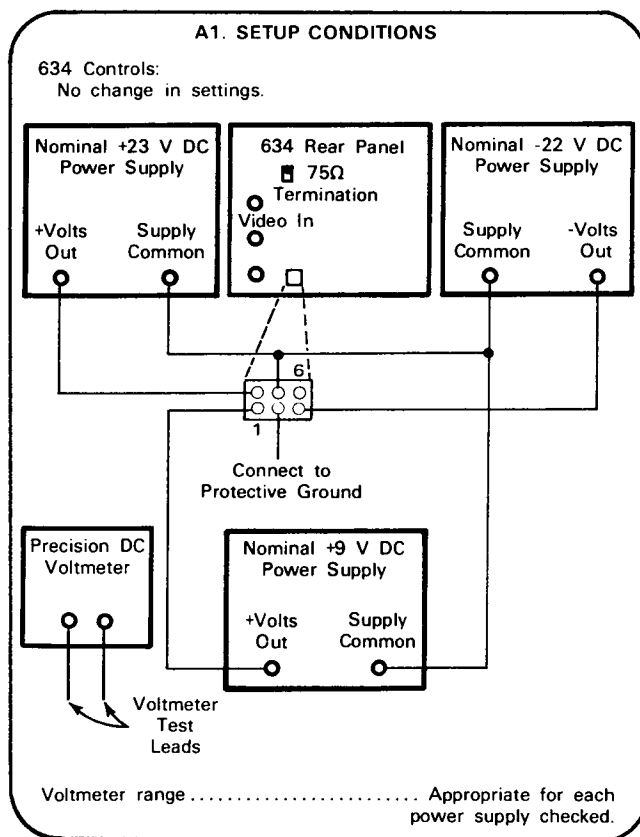 A1. SETUP CONDITIONS
634 Controls:
No change in settings.
Nominal +23 V DC
Power Supply
+Volts
Out
Supply
Common
634 Rear Panel
75Ω
Termination
Video In
Nominal -22 V DC
Power Supply
Supply
Common
-Volts
Out
6
1
Connect to
Protective Ground
Precision DC
Voltmeter
Voltmeter
Test
Leads
Nominal +9 V DC
Power Supply
+Volts
Out
Supply
Common
Voltmeter range ........................ Appropriate for each
power supply checked.